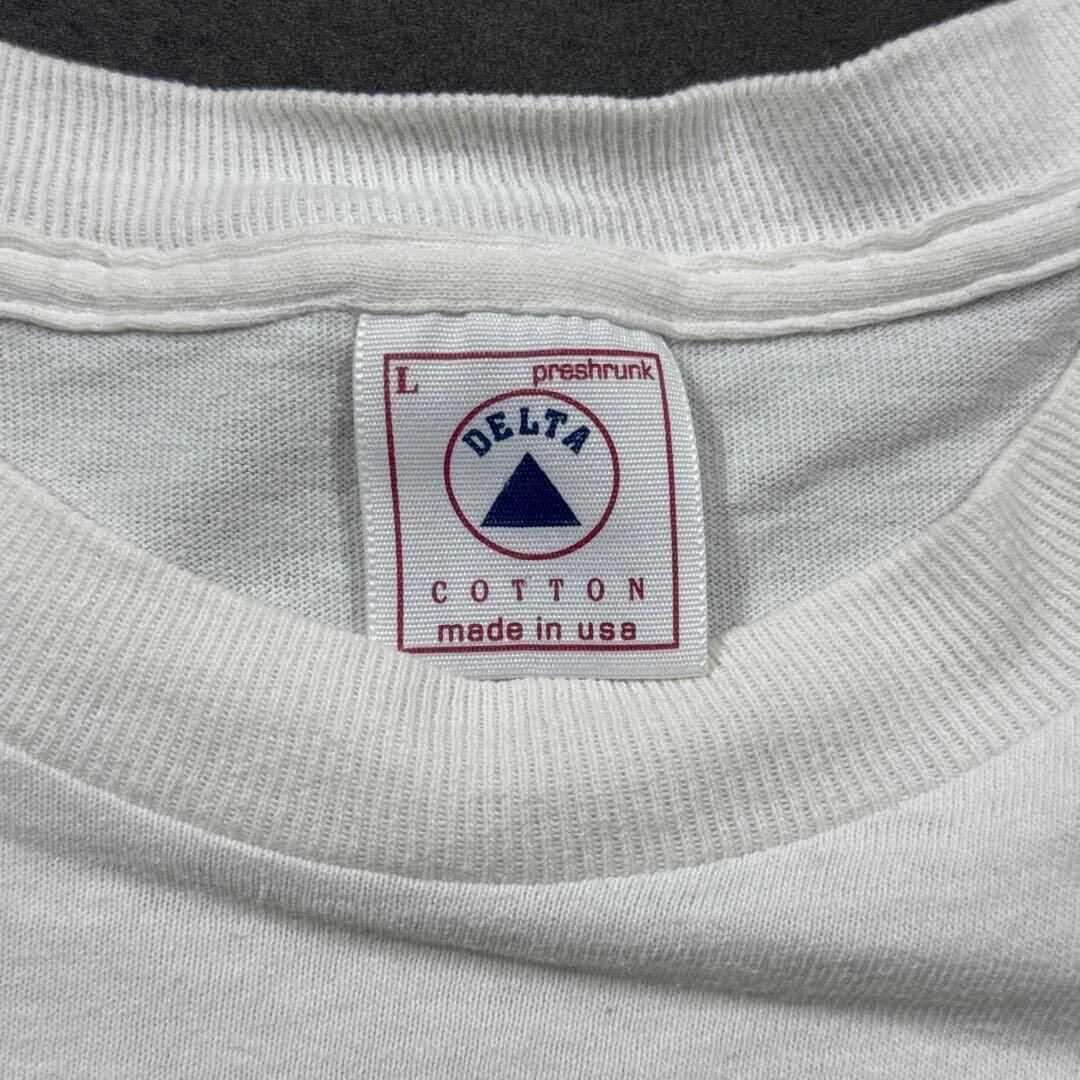 L preshrunk
DELTA
COTTON
made in usa